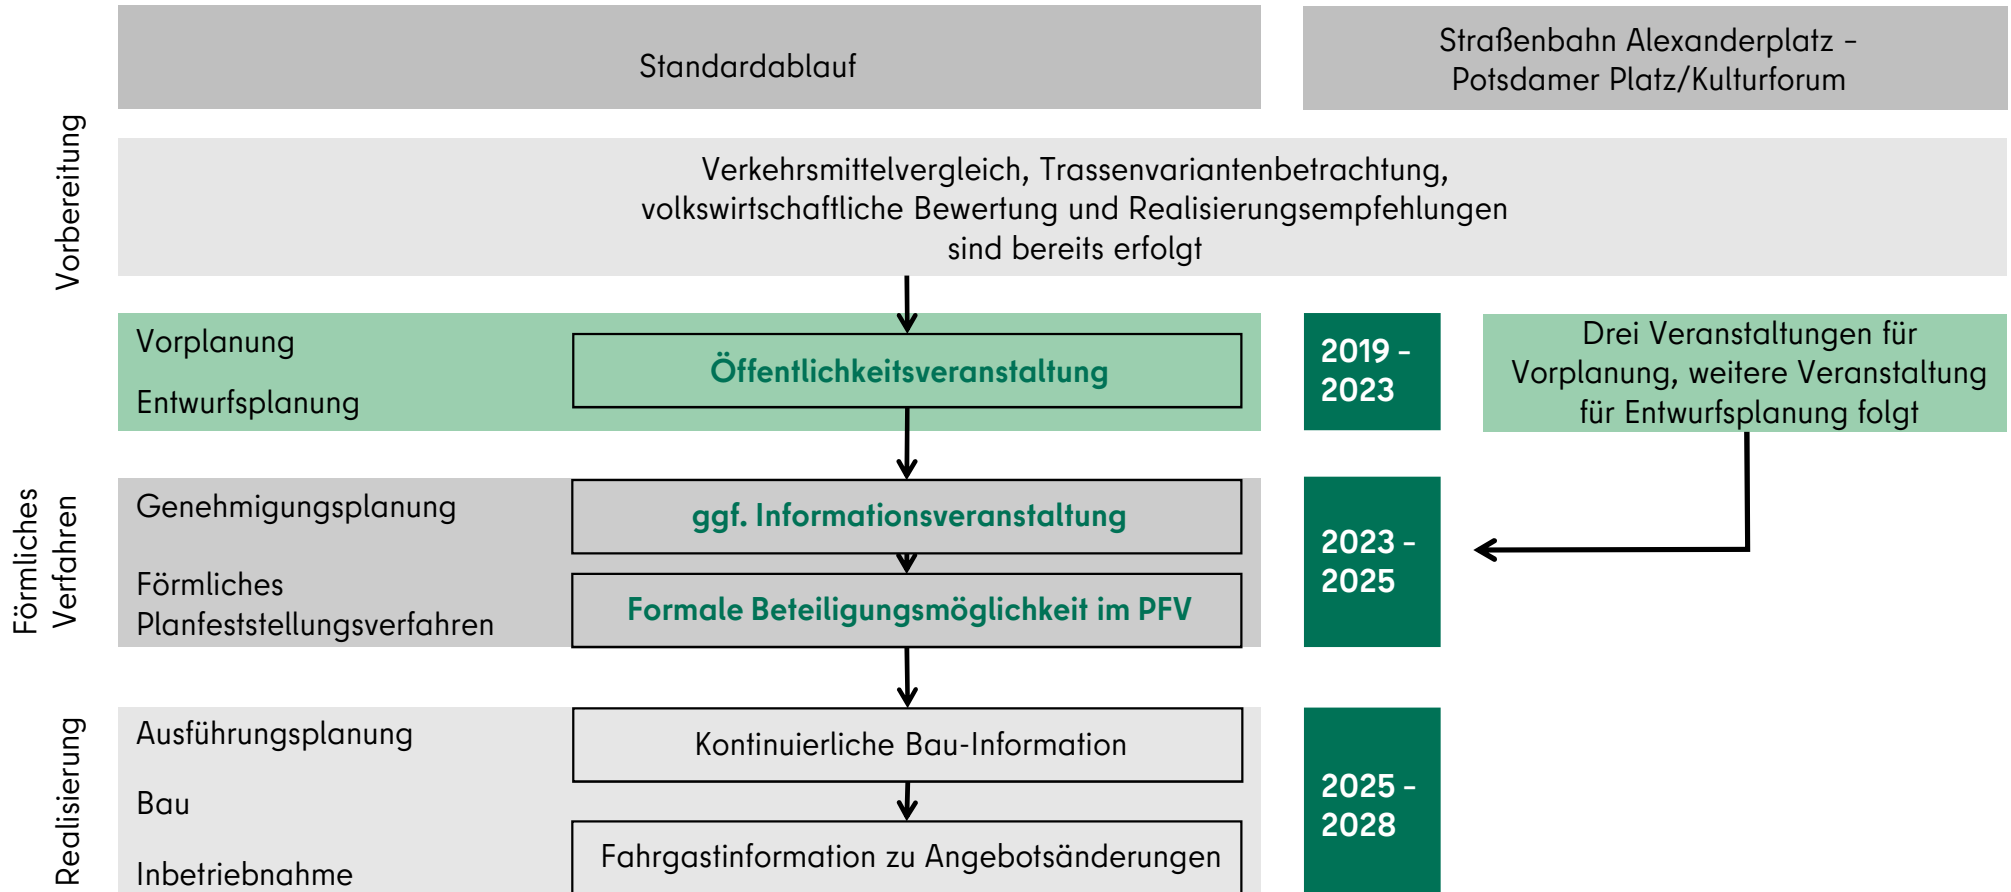 Standardablauf
Straßenbahn Alexanderplatz –
Potsdamer Platz/Kulturforum
Vorbereitung
Verkehrsmittelvergleich, Trassenvariantenbetrachtung,
volkswirtschaftliche Bewertung und Realisierungsempfehlungen
sind bereits erfolgt
Vorplanung
Entwurfsplanung
Öffentlichkeitsveranstaltung
2019 –
2023
Drei Veranstaltungen für
Vorplanung, weitere Veranstaltung
für Entwurfsplanung folgt
Förmliches
Verfahren
Genehmigungsplanung
ggf. Informationsveranstaltung
Förmliches
Planfeststellungsverfahren
Formale Beteiligungsmöglichkeit im PFV
2023 –
2025
Realisierung
Ausführungsplanung
Kontinuierliche Bau-Information
Bau
Inbetriebnahme
Fahrgastinformation zu Angebotsänderungen
2025 –
2028